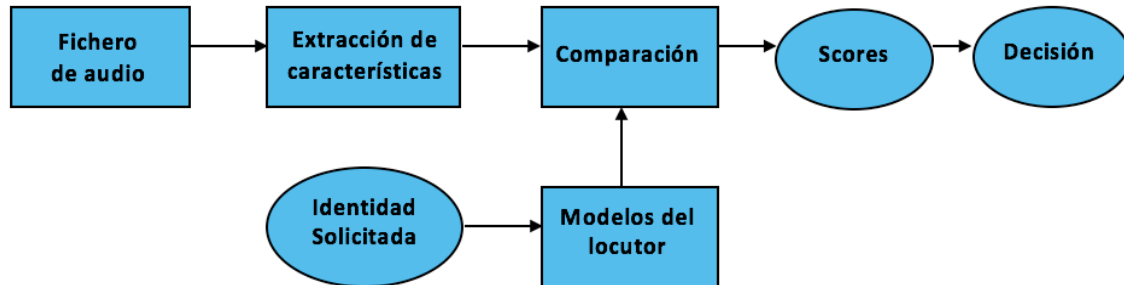 Fichero
de audio
Extracción de
características
Comparación
Scores
Decisión
Identidad
Solicitada
Modelos del
locutor